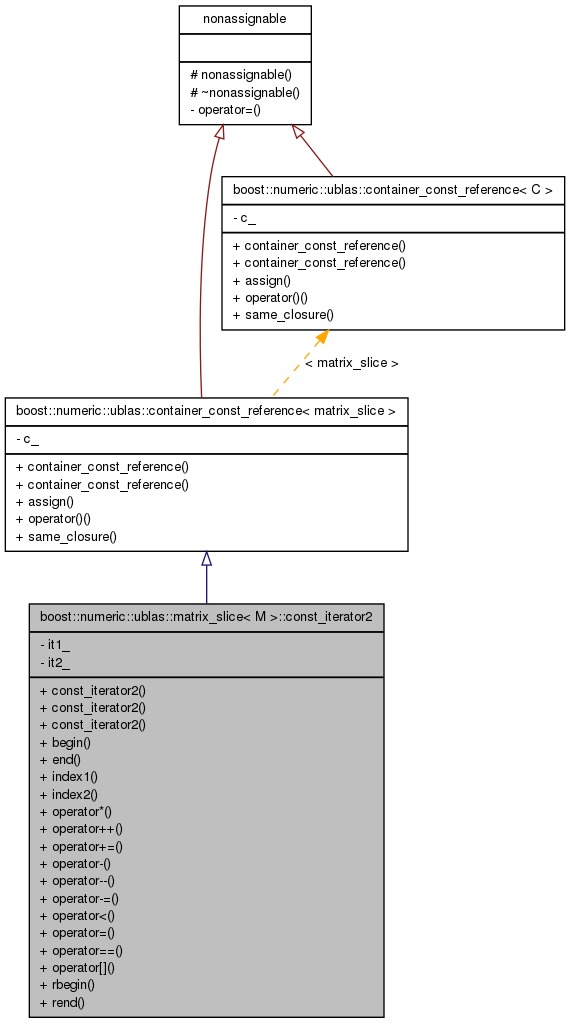 nonassignable
# nonassignable()
# ~nonassignable()
- operator=()
boost::numeric::ublas::container_const_reference< C >
- c_
+ container_const_reference()
+ container_const_reference()
+ assign()
+ operator()()
+ same_closure()
< matrix_slice >
boost::numeric::ublas::container_const_reference< matrix_slice >
- c_
+ container_const_reference()
+ container_const_reference()
+ assign()
+ operator()()
+ same_closure()
boost::numeric::ublas::matrix_slice< M >::const_iterator2
- it1_
- it2_
+ const_iterator2()
+ const_iterator2()
+ const_iterator2()
+ begin()
+ end()
+ index1()
+ index2()
+ operator*()
+ operator++()
+ operator+=()
+ operator-()
+ operator--()
+ operator-=()
+ operator<()
+ operator=()
+ operator==()
+ operator[]()
+ rbegin()
+ rend()